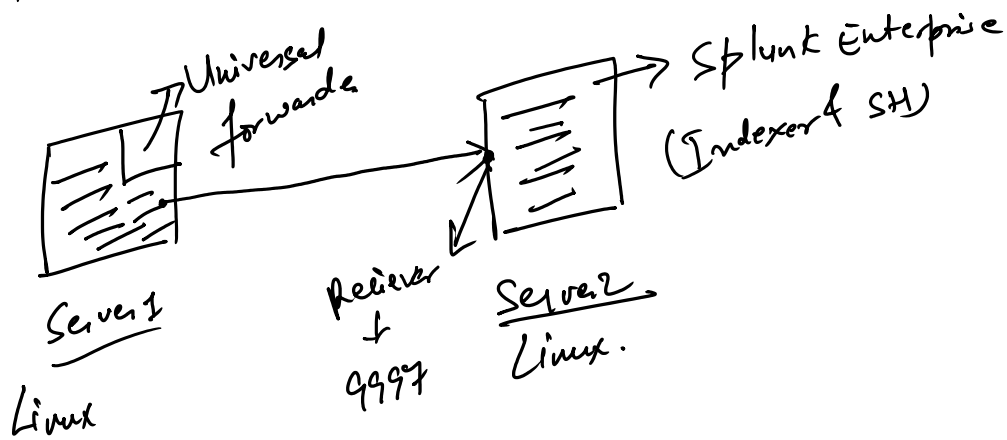 Universal
forwarder
Splunk Enterprise
(Indexer & SH)
Server1
Linux
Reciever
9997
Server2
Linux.